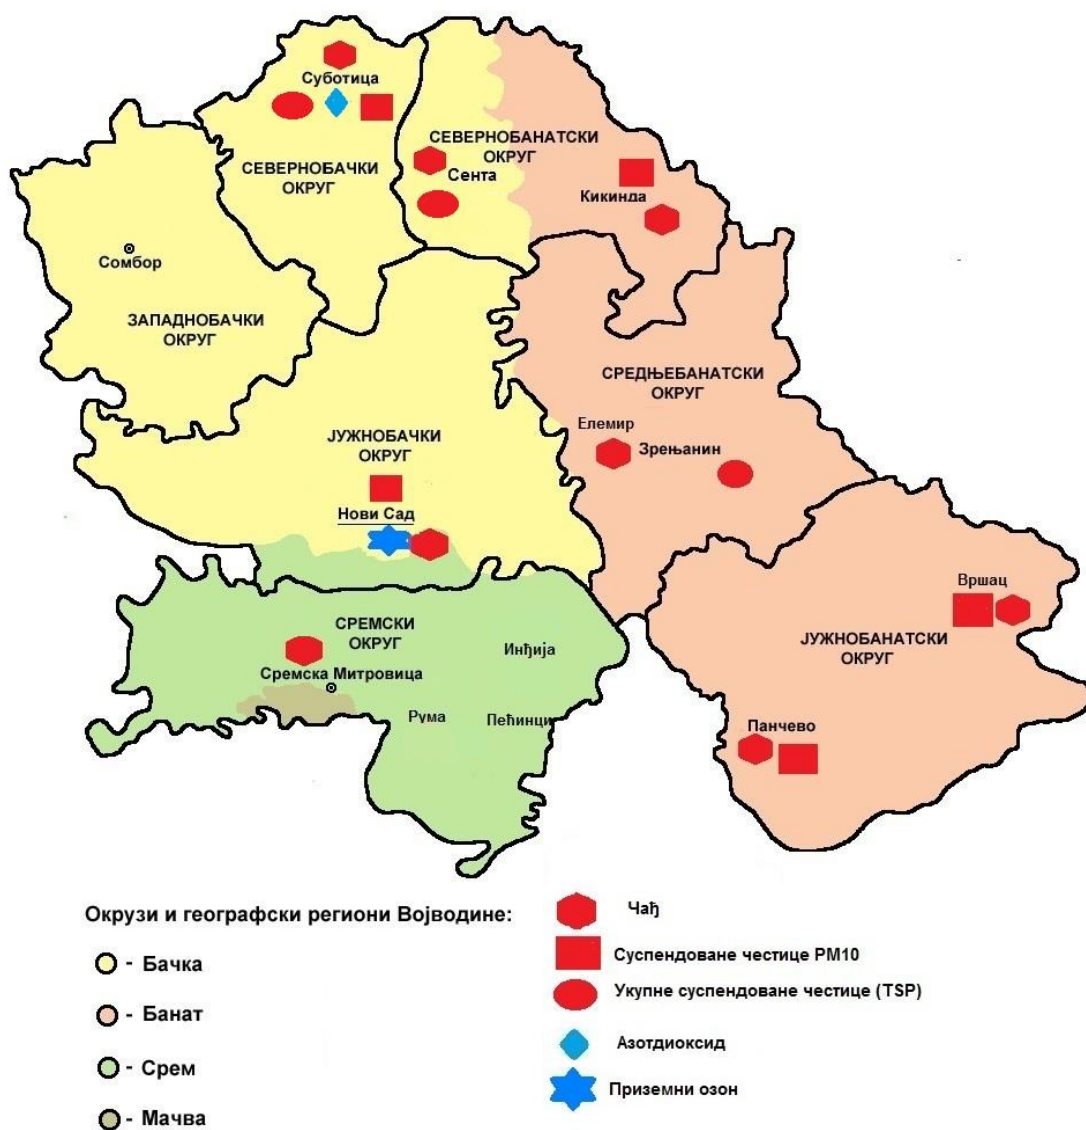 Суботица
СЕВЕРНОБАЧКИ
ОКРУГ
СЕВЕРНОБАНАТСКИ
ОКРУГ
Сента
Кикинда
Сомбор
ЗАПАДНОБАЧКИ
ОКРУГ
СРЕДЊЕБАНАТСКИ
ОКРУГ
Елемир
Зрењанин
ЈУЖНОБАЧКИ
ОКРУГ
Нови Сад
СРЕМСКИ
ОКРУГ
Инђија
Сремска Митровица
Рума
Пећинци
Вршац
ЈУЖНОБАНАТСКИ
ОКРУГ
Панчево
Окрузи и географски региони Војводине:
- Бачка
- Банат
- Срем
- Мачва
Чађ
Суспендоване честице PM10
Укупне суспендоване честице (TSP)
Азотдиоксид
Приземни озон